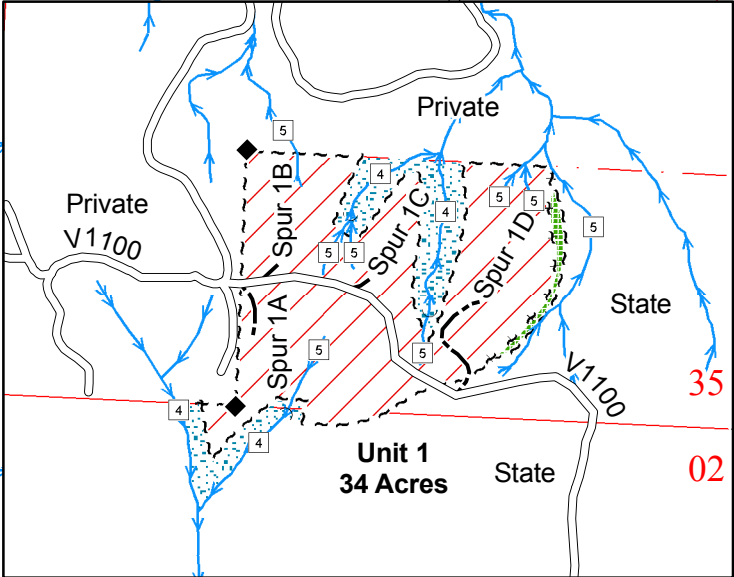 Private
5
4
Private
V1100
Spur 1B
4
5
5
Spur 1C
5
5
Spur 1D
5
State
Spur 1A
5
5
V1100
35
4
4
Unit 1
34 Acres
State
02